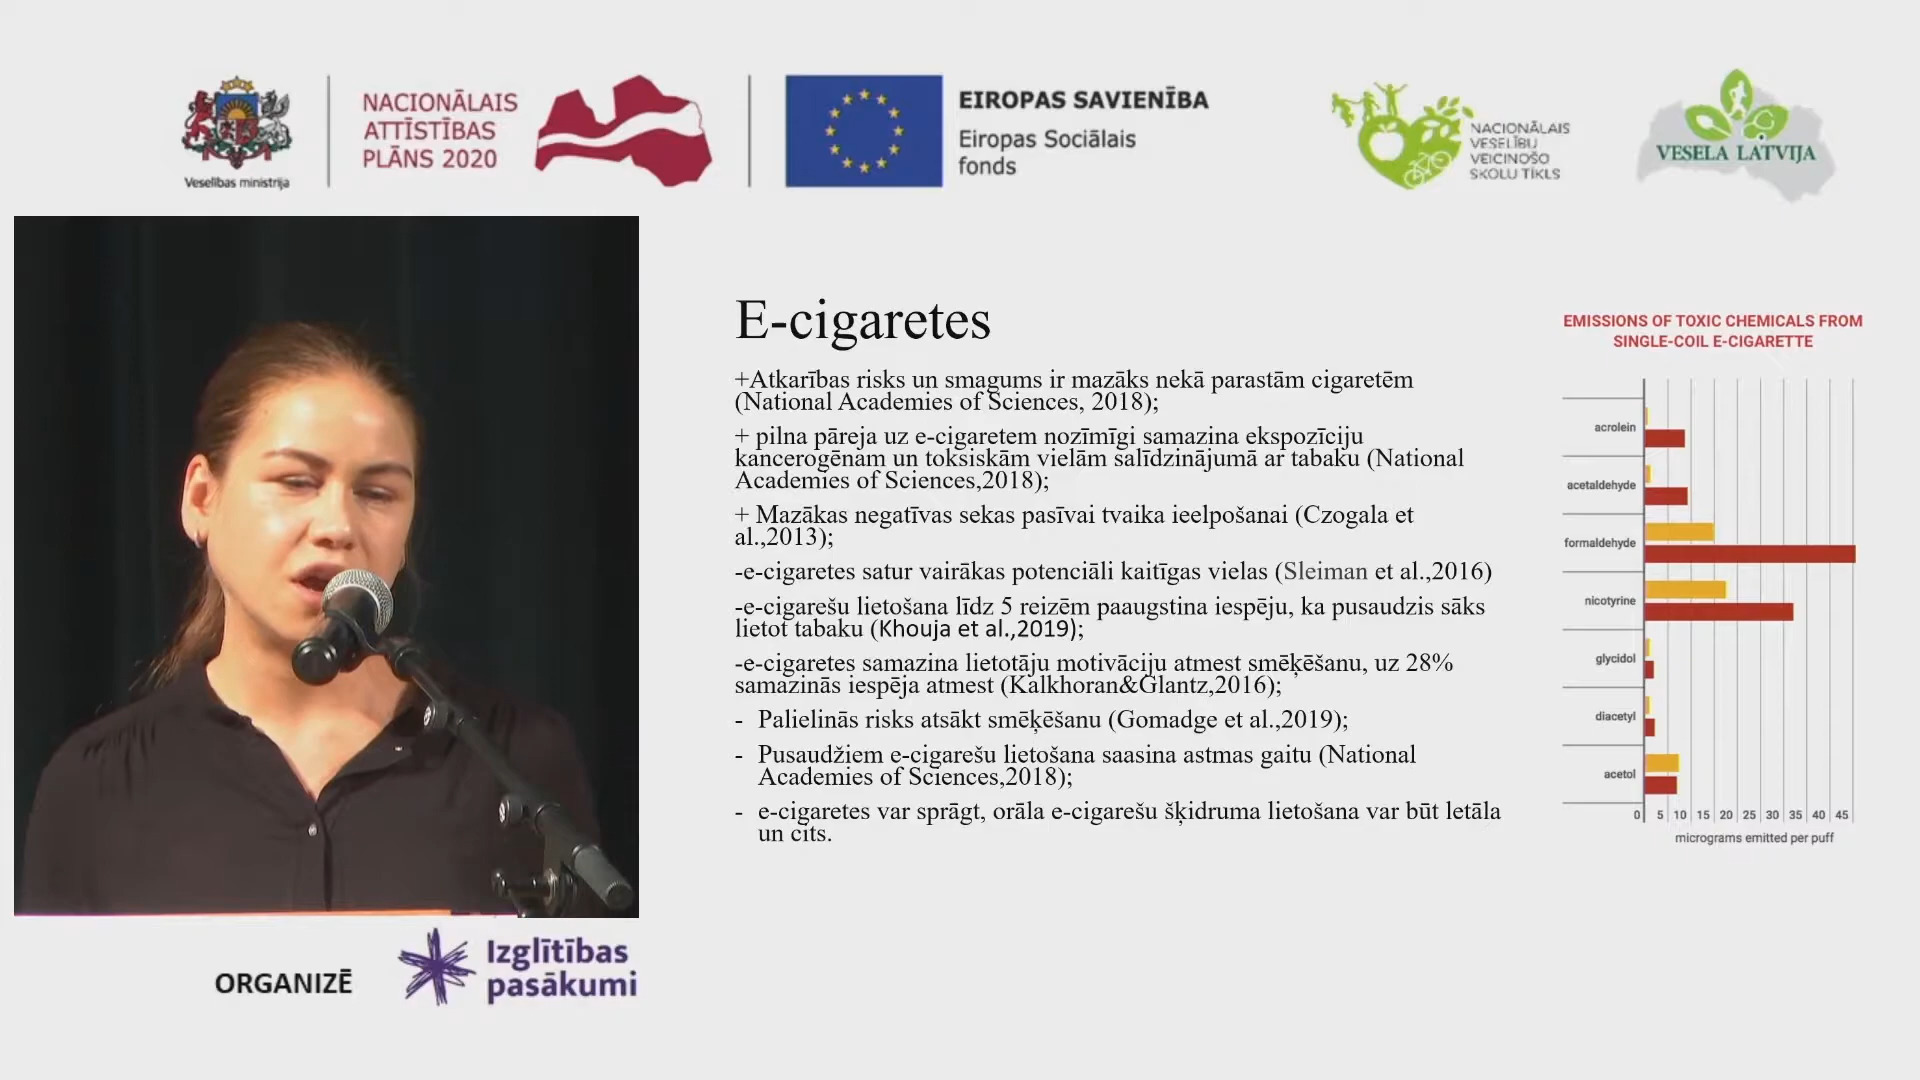 Veselības ministrija
NACIONĀLAIS
ATTĪSTĪBAS
PLĀNS 2020
EIROPAS SAVIENĪBA
Eiropas Sociālais
fonds
NACIONĀLAIS
VESELĪBU
VEICINOŠO
SKOLU TĪKLS
VESELA LATVIJA
E-cigaretes
+Atkarības risks un smagums ir mazāks nekā parastām cigaretēm
(National Academies of Sciences, 2018);
+ pilna pāreja uz e-cigaretem nozīmīgi samazina ekspozīciju
kancerogēnam un toksiskām vielām salīdzinājumā ar tabaku (National
Academies of Sciences,2018);
+ Mazākas negatīvas sekas pasīvai tvaika ieelpošanai (Czogala et
al.,2013);
-e-cigaretes satur vairākas potenciāli kaitīgas vielas (Sleiman et al.,2016)
-e-cigarešu lietošana līdz 5 reizēm paaugstina iespēju, ka pusaudzis sāks
lietot tabaku (Khouja et al.,2019);
-e-cigaretes samazina lietotāju motivāciju atmest smēķēšanu, uz 28%
samazinās iespēja atmest (Kalkhoran&Glantz,2016);
- Palielinās risks atsākt smēķēšanu (Gomadge et al.,2019);
- Pusaudžiem e-cigarešu lietošana saasina astmas gaitu (National
Academies of Sciences,2018);
- e-cigaretes var sprāgt, orāla e-cigarešu šķidruma lietošana var būt letāla
un cits.
EMISSIONS OF TOXIC CHEMICALS FROM
SINGLE-COIL E-CIGARETTE
acrolein
acetaldehyde
formaldehyde
nicotyrine
glycidol
diacetyl
acetol
0 5 10 15 20 25 30 35 40 45
micrograms emitted per puff
ORGANIZĒ
Izglītības
pasākumi